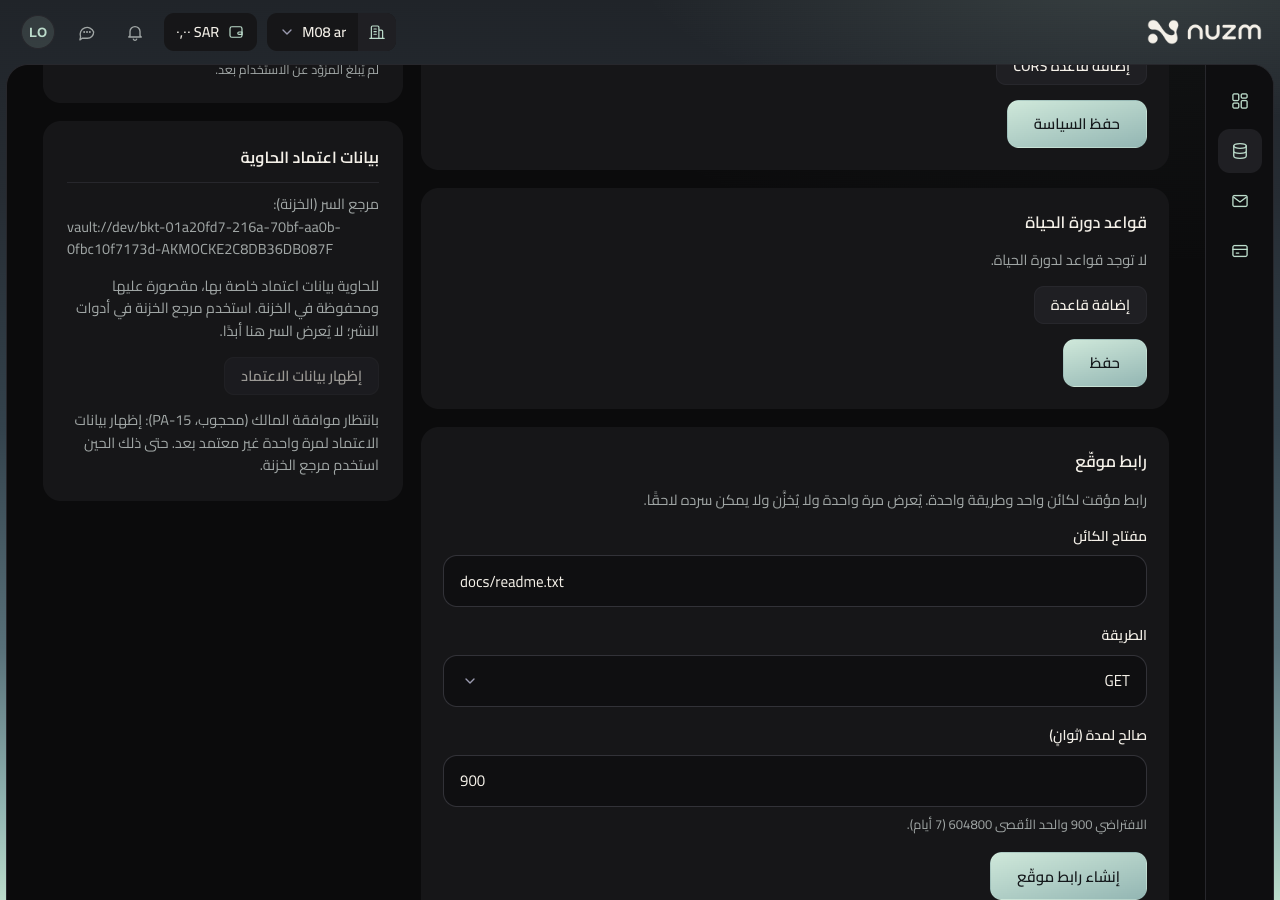 nuzm
M08 ar
٠,٠٠ SAR
LO
إضافة قاعدة CORS
حفظ السياسة
قواعد دورة الحياة
لا توجد قواعد لدورة الحياة.
إضافة قاعدة
حفظ
رابط موقّع
رابط مؤقت لكائن واحد وطريقة واحدة. يُعرض مرة واحدة ولا يُخزَّن ولا يمكن سرده لاحقًا.
مفتاح الكائن
docs/readme.txt
الطريقة
GET
صالح لمدة (ثوانٍ)
900
الافتراضي 900 والحد الأقصى 604800 (7 أيام).
إنشاء رابط موقّع
لم يُبلغ المزوّد عن الاستخدام بعد.
بيانات اعتماد الحاوية
مرجع السر (الخزنة):
vault://dev/bkt-01a20fd7-216a-70bf-aa0b-
0fbc10f7173d-AKMOCKE2C8DB36DB087F
للحاوية بيانات اعتماد خاصة بها، مقصورة عليها
ومحفوظة في الخزنة. استخدم مرجع الخزنة في أدوات
النشر؛ لا يُعرض السر هنا أبدًا.
إظهار بيانات الاعتماد
بانتظار موافقة المالك (محجوب، PA-15): إظهار بيانات
الاعتماد لمرة واحدة غير معتمد بعد. حتى ذلك الحين
استخدم مرجع الخزنة.